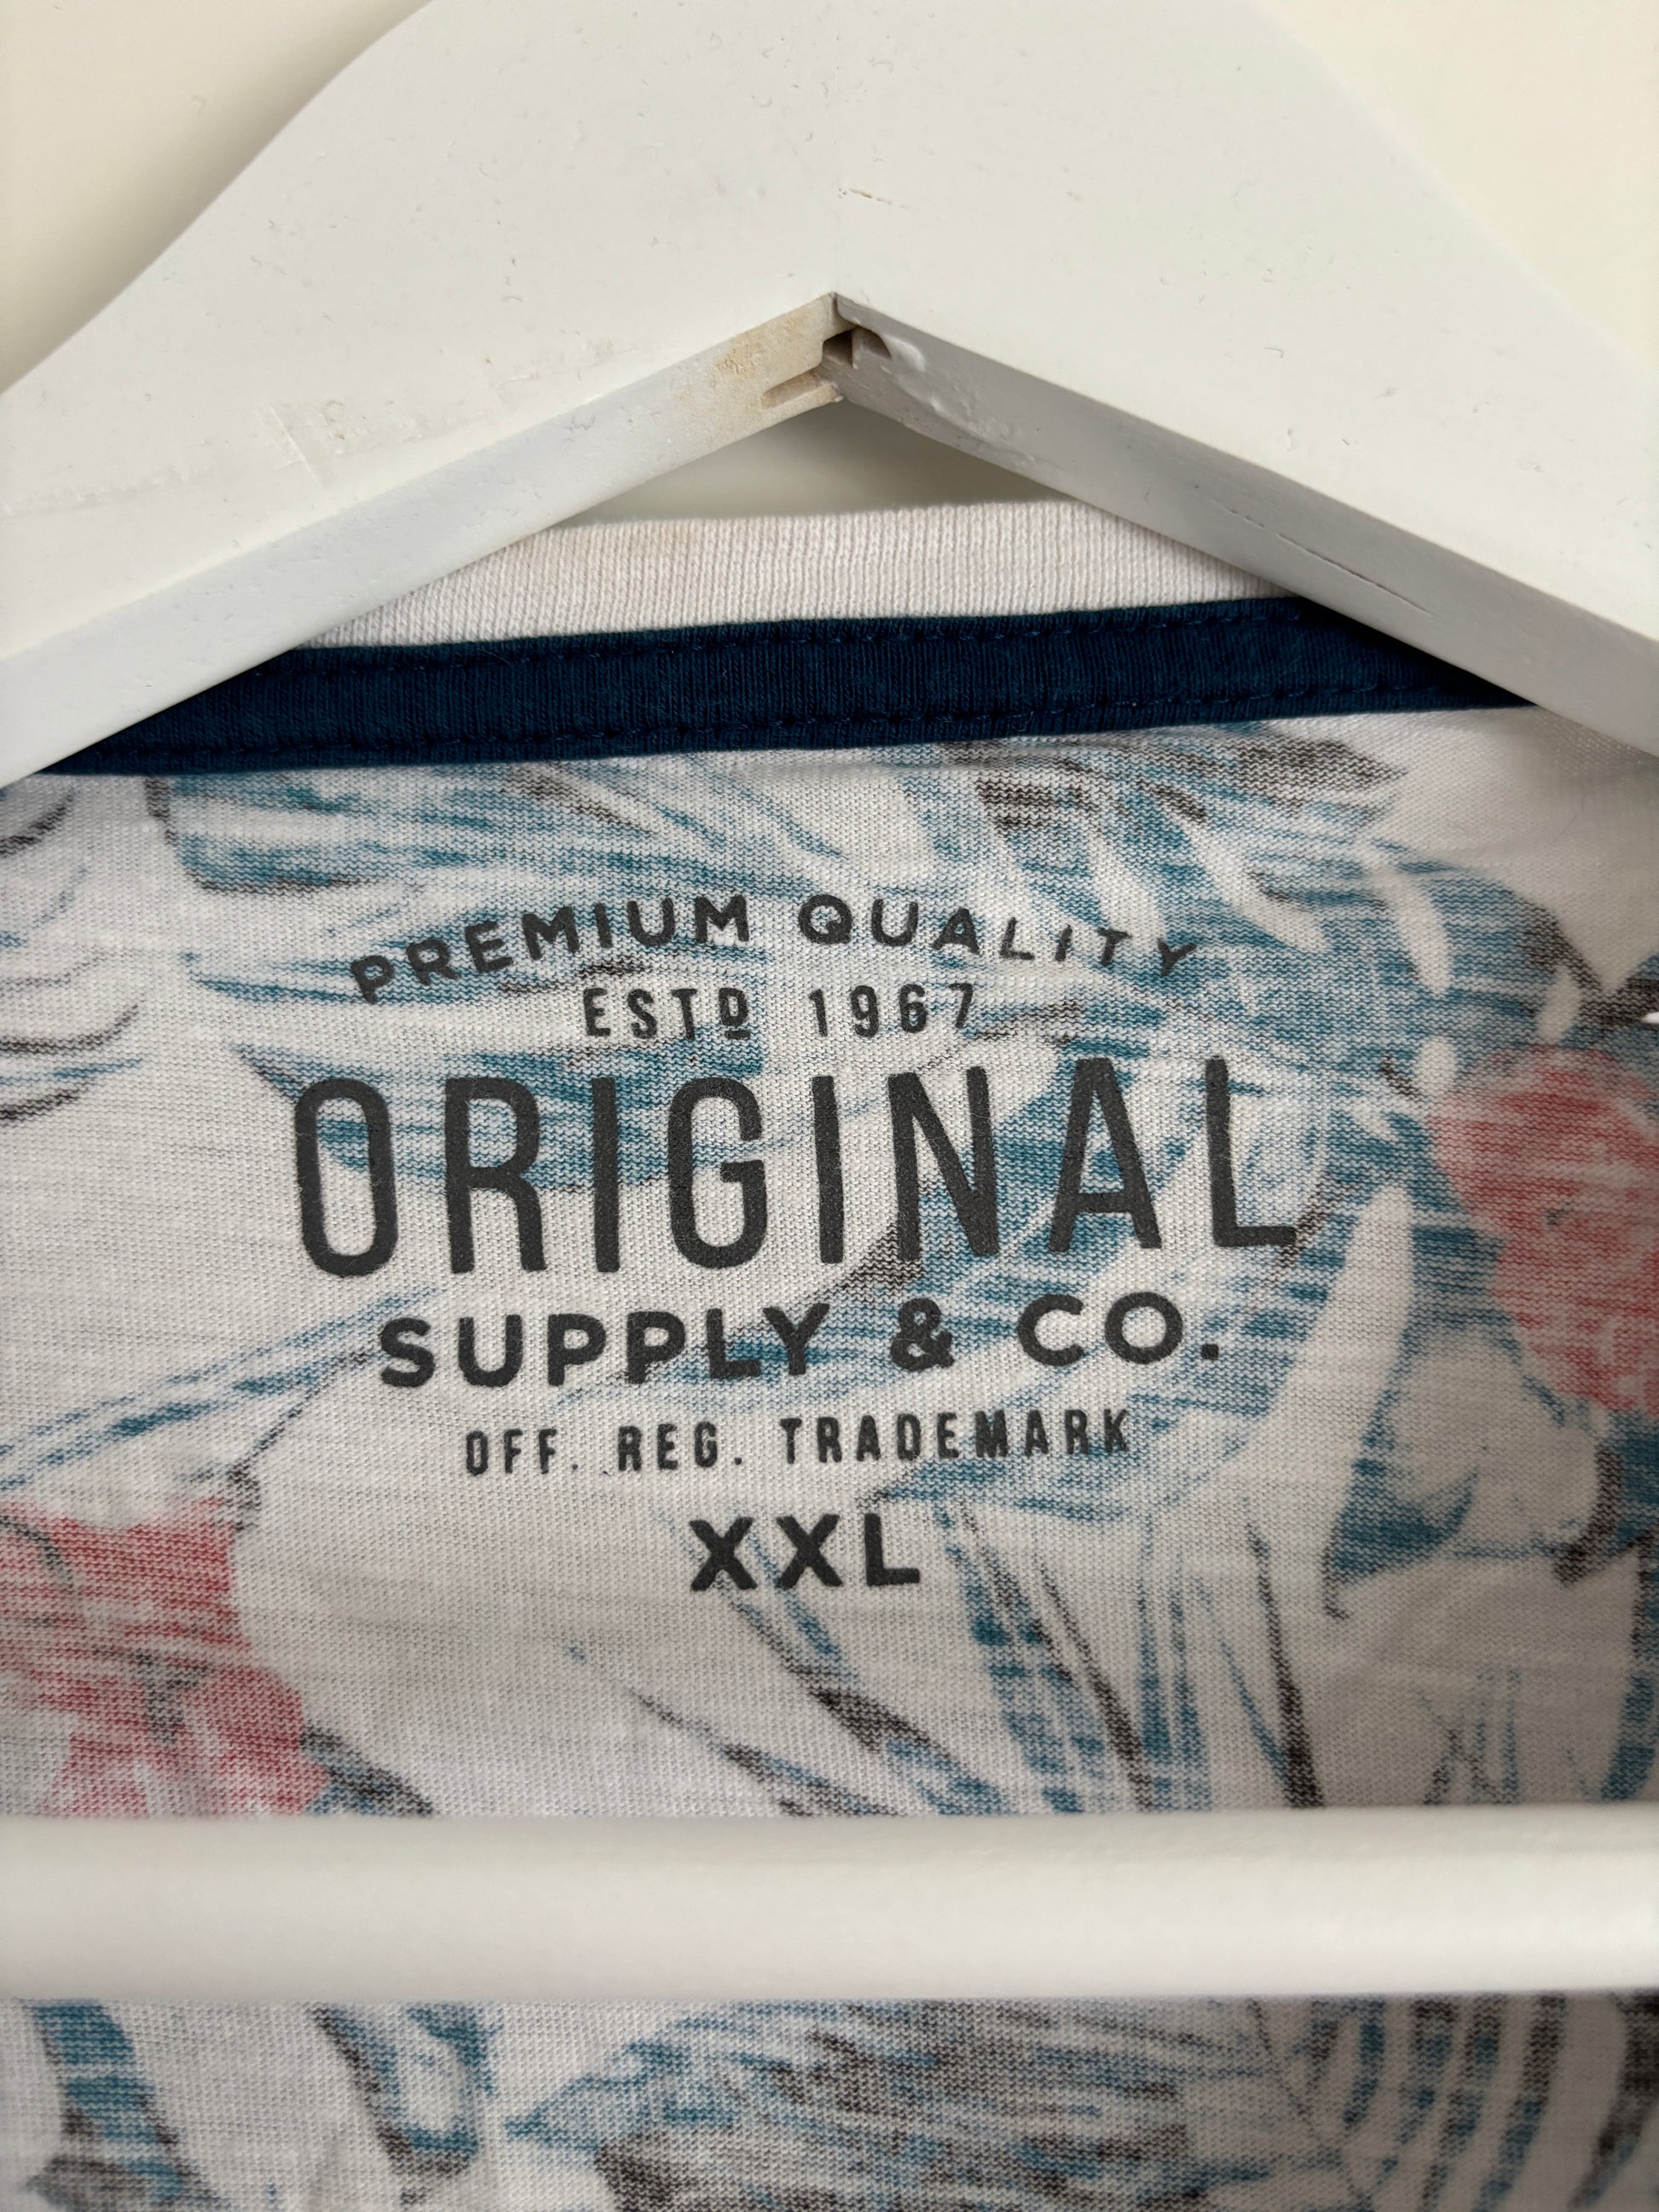 PREMIUM QUALITY
ESTD 1967
ORIGINAL
SUPPLY & CO.
OFF. REG. TRADEMARK
XXL